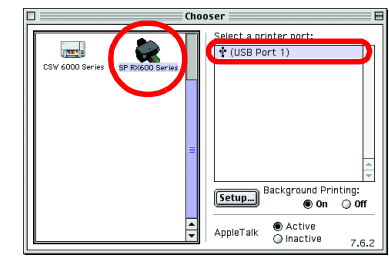 Chooser
Select a printer port:
(USB Port 1)
CSW 6000 Series
SP RX600 Series
Setup...
Background Printing:
On Off
AppleTalk
Active
Inactive
7.6.2